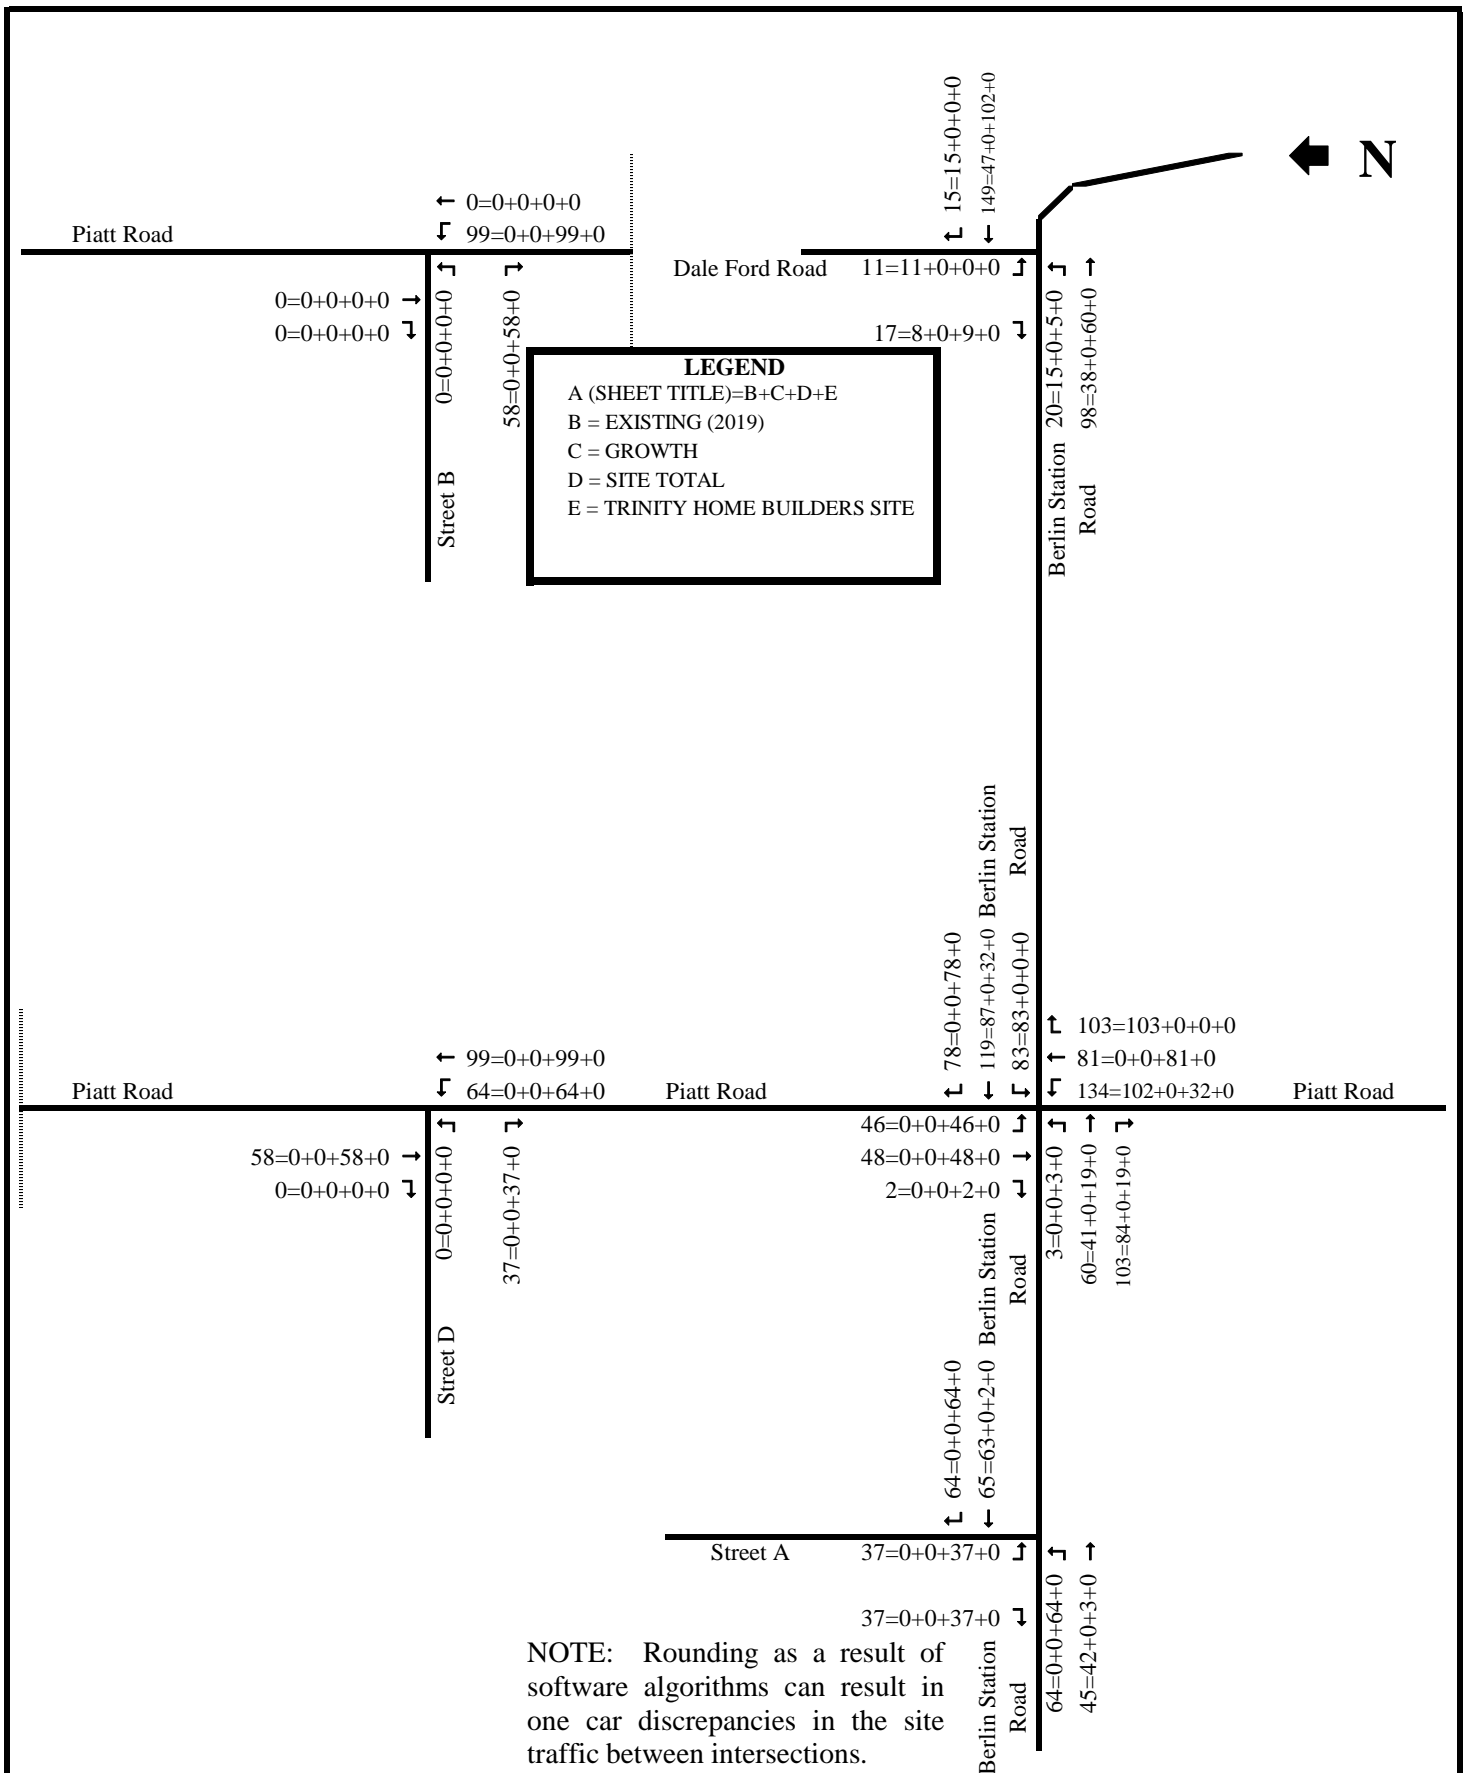 N
15=15+0+0+0
149=47+0+102+0
0=0+0+0+0
99=0+0+99+0
Piatt Road
0=0+0+0+0
0=0+0+0+0
0=0+0+0+0
58=0+0+58+0
Street B
Dale Ford Road
11=11+0+0+0
17=8+0+9+0
20=15+0+5+0
98=38+0+60+0
Berlin Station
Road
LEGEND
A (SHEET TITLE)=B+C+D+E
B = EXISTING (2019)
C = GROWTH
D = SITE TOTAL
E = TRINITY HOME BUILDERS SITE
Berlin Station
Road
78=0+0+78+0
119=87+0+32+0
83=83+0+0+0
103=103+0+0+0
81=0+0+81+0
134=102+0+32+0
Piatt Road
99=0+0+99+0
64=0+0+64+0
Piatt Road
Piatt Road
58=0+0+58+0
0=0+0+0+0
0=0+0+0+0
37=0+0+37+0
Street D
46=0+0+46+0
48=0+0+48+0
2=0+0+2+0
3=0+0+3+0
60=41+0+19+0
103=84+0+19+0
Berlin Station
Road
64=0+0+64+0
65=63+0+2+0
Street A
37=0+0+37+0
37=0+0+37+0
64=0+0+64+0
45=42+0+3+0
Berlin Station
Road
NOTE: Rounding as a result of
software algorithms can result in
one car discrepancies in the site
traffic between intersections.